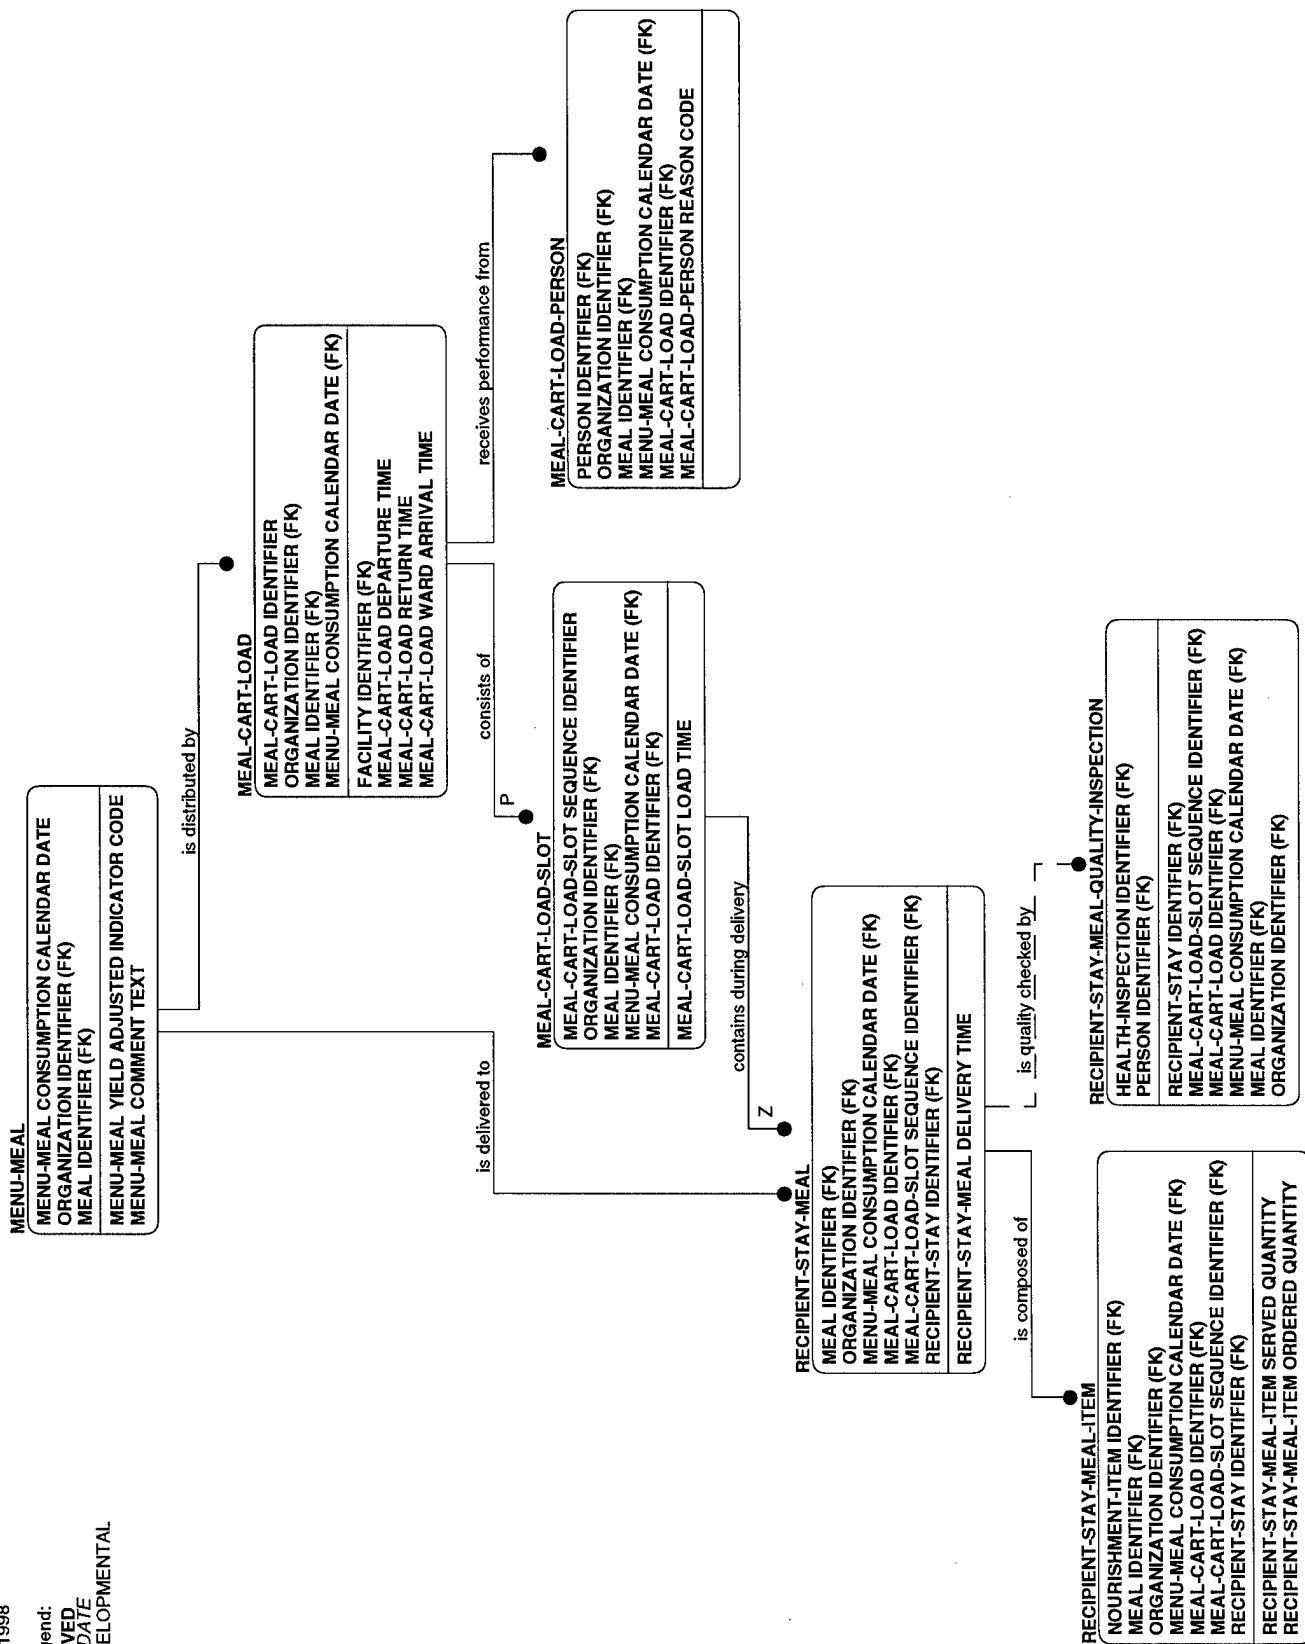 1998
end:
VED
DATE
ELOPMENTAL
MENU-MEAL
MENU-MEAL CONSUMPTION CALENDAR DATE
ORGANIZATION IDENTIFIER (FK)
MEAL IDENTIFIER (FK)
MENU-MEAL YIELD ADJUSTED INDICATOR CODE
MENU-MEAL COMMENT TEXT
is distributed by
is delivered to
MEAL-CART-LOAD
MEAL-CART-LOAD IDENTIFIER
ORGANIZATION IDENTIFIER (FK)
MEAL IDENTIFIER (FK)
MENU-MEAL CONSUMPTION CALENDAR DATE (FK)
FACILITY IDENTIFIER (FK)
MEAL-CART-LOAD DEPARTURE TIME
MEAL-CART-LOAD RETURN TIME
MEAL-CART-LOAD WARD ARRIVAL TIME
consists of
P
receives performance from
MEAL-CART-LOAD-SLOT
MEAL-CART-LOAD-SLOT SEQUENCE IDENTIFIER
ORGANIZATION IDENTIFIER (FK)
MEAL IDENTIFIER (FK)
MENU-MEAL CONSUMPTION CALENDAR DATE (FK)
MEAL-CART-LOAD IDENTIFIER (FK)
MEAL-CART-LOAD-SLOT LOAD TIME
MEAL-CART-LOAD-PERSON
PERSON IDENTIFIER (FK)
ORGANIZATION IDENTIFIER (FK)
MEAL IDENTIFIER (FK)
MENU-MEAL CONSUMPTION CALENDAR DATE (FK)
MEAL-CART-LOAD IDENTIFIER (FK)
MEAL-CART-LOAD-PERSON REASON CODE
contains during delivery
Z
RECIPIENT-STAY-MEAL
MEAL IDENTIFIER (FK)
ORGANIZATION IDENTIFIER (FK)
MENU-MEAL CONSUMPTION CALENDAR DATE (FK)
MEAL-CART-LOAD IDENTIFIER (FK)
MEAL-CART-LOAD-SLOT SEQUENCE IDENTIFIER (FK)
RECIPIENT-STAY IDENTIFIER (FK)
RECIPIENT-STAY-MEAL DELIVERY TIME
is composed of
is quality checked by
RECIPIENT-STAY-MEAL-ITEM
NOURISHMENT-ITEM IDENTIFIER (FK)
MEAL IDENTIFIER (FK)
ORGANIZATION IDENTIFIER (FK)
MENU-MEAL CONSUMPTION CALENDAR DATE (FK)
MEAL-CART-LOAD IDENTIFIER (FK)
MEAL-CART-LOAD-SLOT SEQUENCE IDENTIFIER (FK)
RECIPIENT-STAY IDENTIFIER (FK)
RECIPIENT-STAY-MEAL-ITEM SERVED QUANTITY
RECIPIENT-STAY-MEAL-ITEM ORDERED QUANTITY
RECIPIENT-STAY-MEAL-QUALITY-INSPECTION
HEALTH-INSPECTION IDENTIFIER (FK)
PERSON IDENTIFIER (FK)
RECIPIENT-STAY IDENTIFIER (FK)
MEAL-CART-LOAD-SLOT SEQUENCE IDENTIFIER (FK)
MEAL-CART-LOAD IDENTIFIER (FK)
MENU-MEAL CONSUMPTION CALENDAR DATE (FK)
MEAL IDENTIFIER (FK)
ORGANIZATION IDENTIFIER (FK)